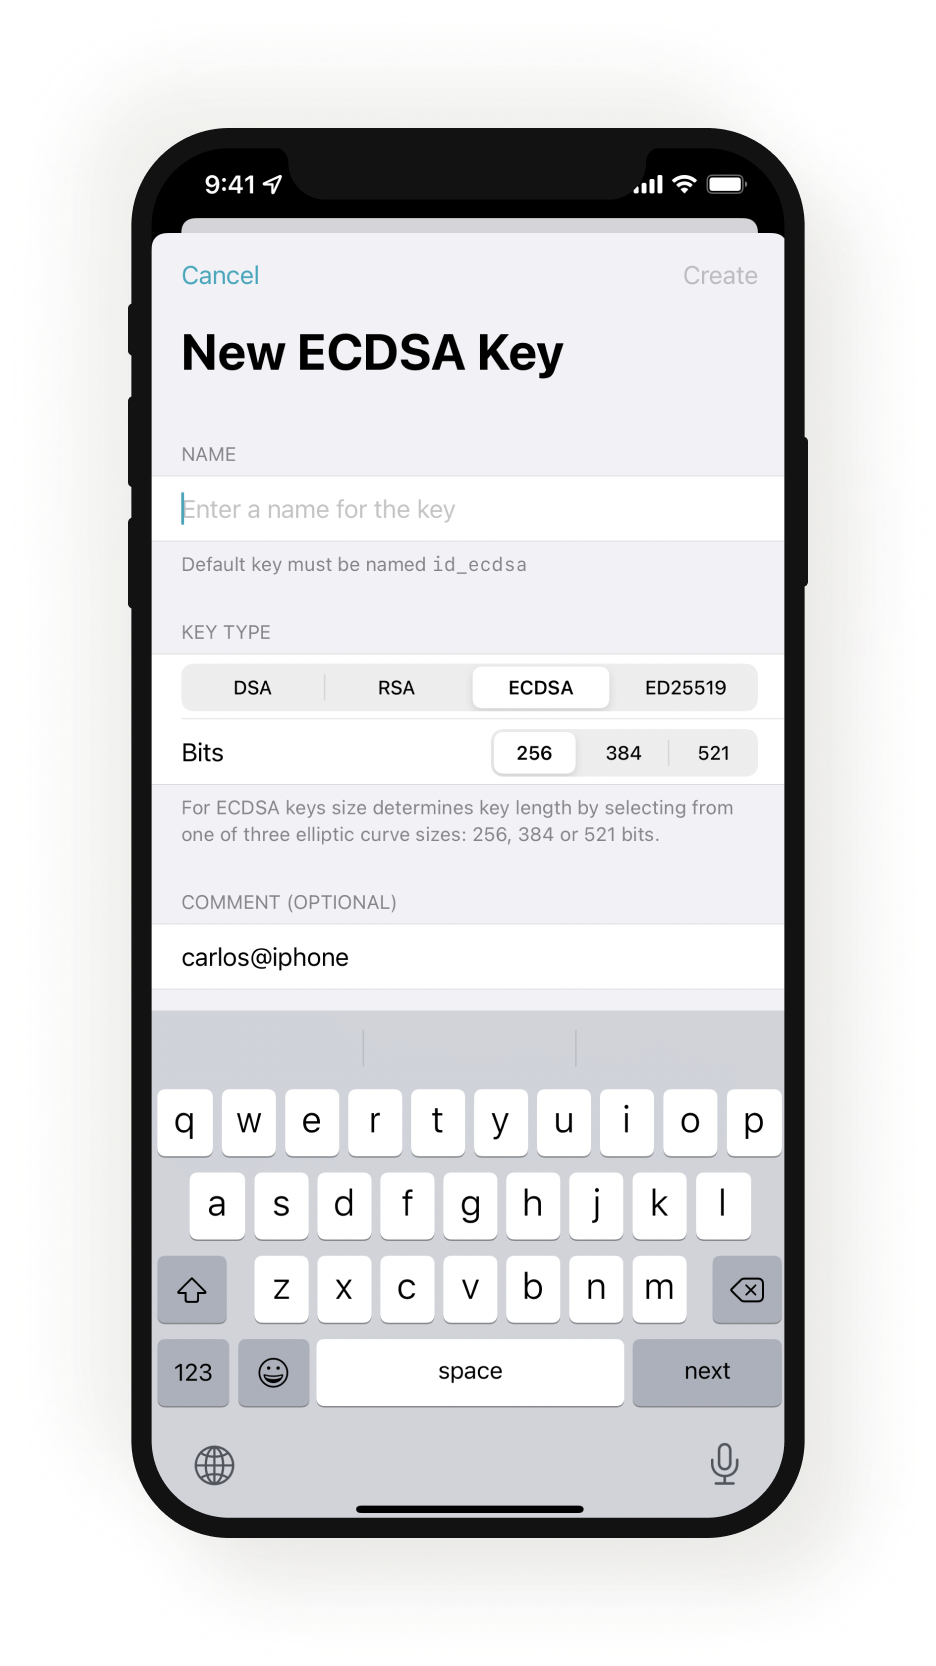 9:41
Cancel Create
New ECDSA Key
NAME
Enter a name for the key
Default key must be named id_ecdsa
KEY TYPE
DSA RSA ECDSA ED25519
Bits 256 384 521
For ECDSA keys size determines key length by selecting from
one of three elliptic curve sizes: 256, 384 or 521 bits.
COMMENT (OPTIONAL)
carlos@iphone
q w e r t y u i o p
a s d f g h j k l
z x c v b n m
123 space next